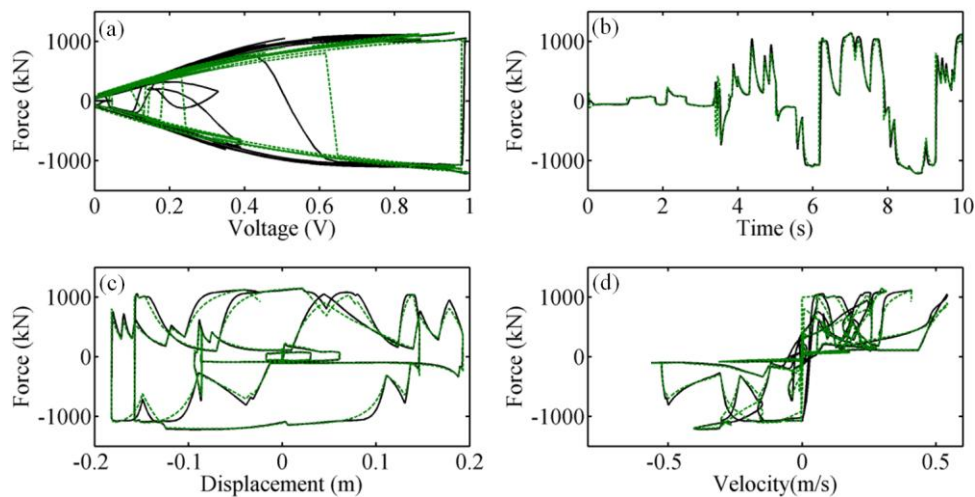 (a)
1000
0
-1000
Force (kN)
0 0.2 0.4 0.6 0.8 1
Voltage (V)
(b)
1000
0
-1000
Force (kN)
0 2 4 6 8 10
Time (s)
(c)
1000
0
-1000
Force (kN)
-0.2 -0.1 0 0.1 0.2
Displacement (m)
(d)
1000
0
-1000
Force (kN)
-0.5 0 0.5
Velocity(m/s)